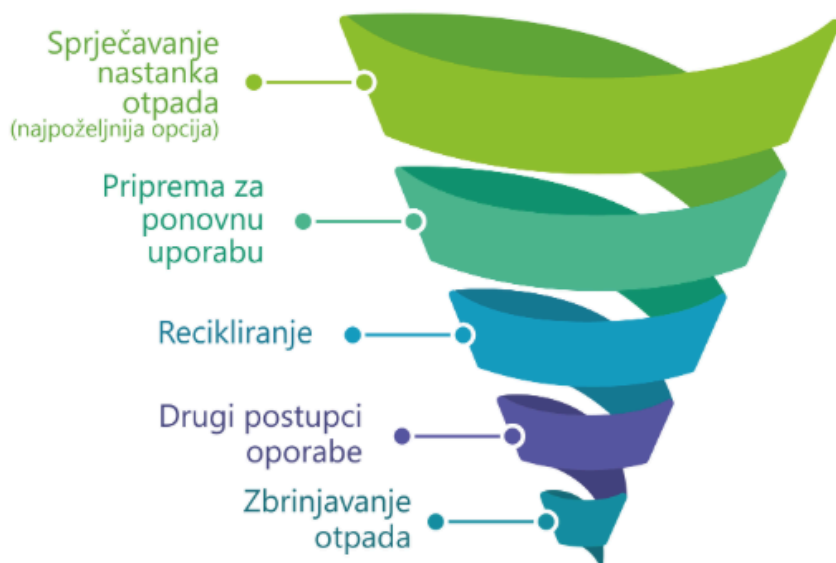 Sprječavanje
nastanka
otpada
(najpoželjnija opcija)
Priprema za
ponovnu
uporabu
Recikliranje
Drugi postupci
oporabe
Zbrinjavanje
otpada